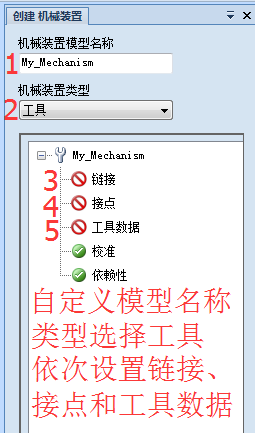 创建 机械装置
机械装置模型名称
1 My_Mechanism
机械装置类型
2 工具
My_Mechanism
3 链接
4 接点
5 工具数据
校准
依赖性
自定义模型名称
类型选择工具
依次设置链接、
接点和工具数据